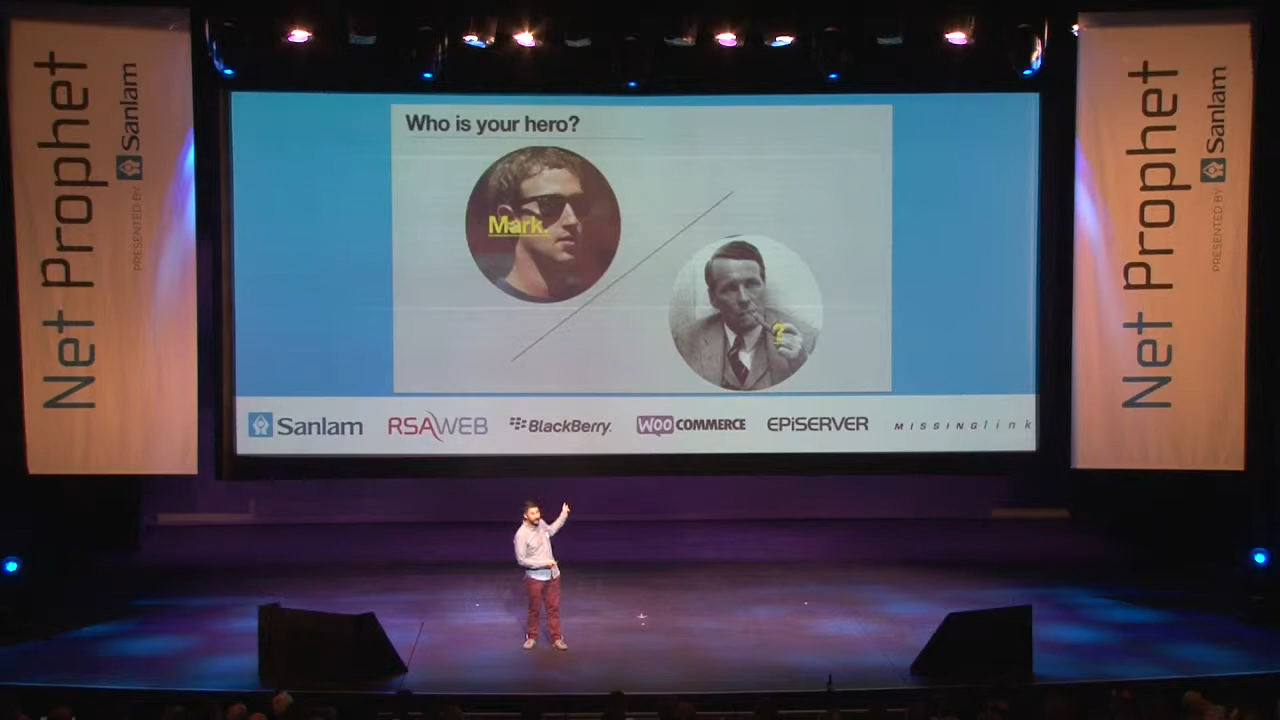 Net Prophet
PRESENTED BY Sanlam
Who is your hero?
Mark.
?
Sanlam
RSAWEB
BlackBerry.
WOO COMMERCE
EPiSERVER
MISSINGlink
Net Prophet
PRESENTED BY Sanlam